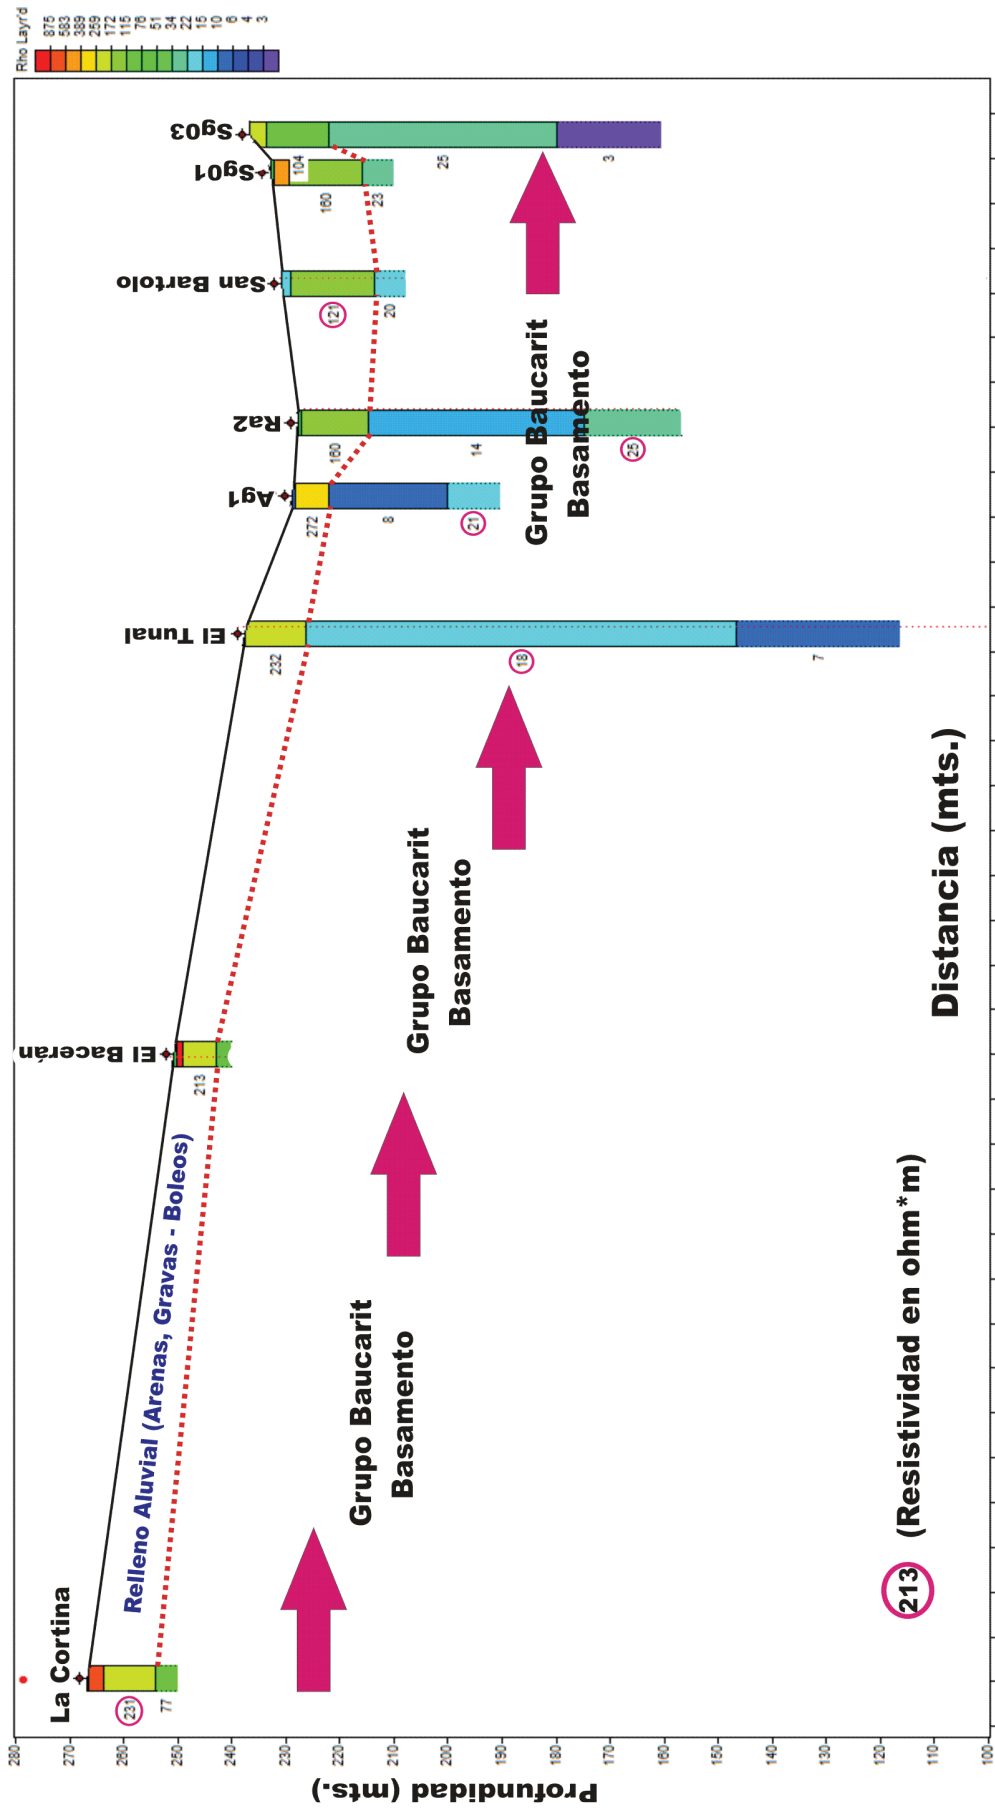 Rho Layr'd
875
583
389
259
172
115
76
51
34
22
15
10
6
4
3
La Cortina
El Bacerán
El Tunal
Ag1
Ra2
San Bartolo
Sg01
Sg03
231
77
213
232
18
7
272
8
21
160
14
25
121
20
104
160
23
25
3
Relleno Aluvial (Arenas, Gravas - Boleos)
Grupo Baucarit
Basamento
Grupo Baucarit
Basamento
Grupo Baucarit
Basamento
213 (Resistividad en ohm*m)
Distancia (mts.)
Profundidad (mts.)
280
270
260
250
240
230
220
210
200
190
180
170
160
150
140
130
120
110
100